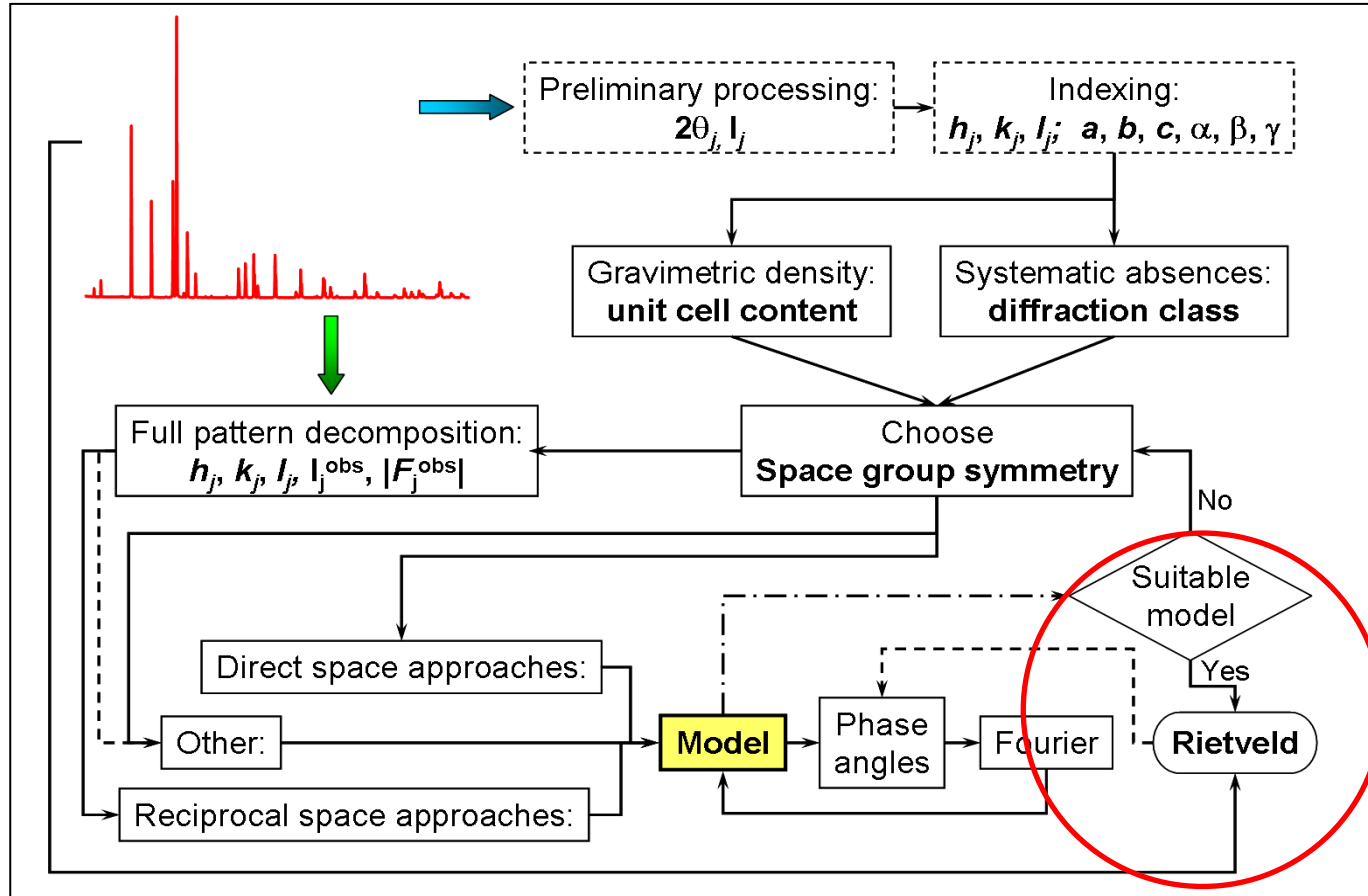 Preliminary processing:
2θj, Ij
Indexing:
hj, kj, lj; a, b, c, α, β, γ
Gravimetric density:
unit cell content
Systematic absences:
diffraction class
Full pattern decomposition:
hj, kj, lj, Ijobs, |Fjobs|
Choose
Space group symmetry
No
Suitable
model
Yes
Direct space approaches:
Other:
Model
Phase
angles
Fourier
Rietveld
Reciprocal space approaches: